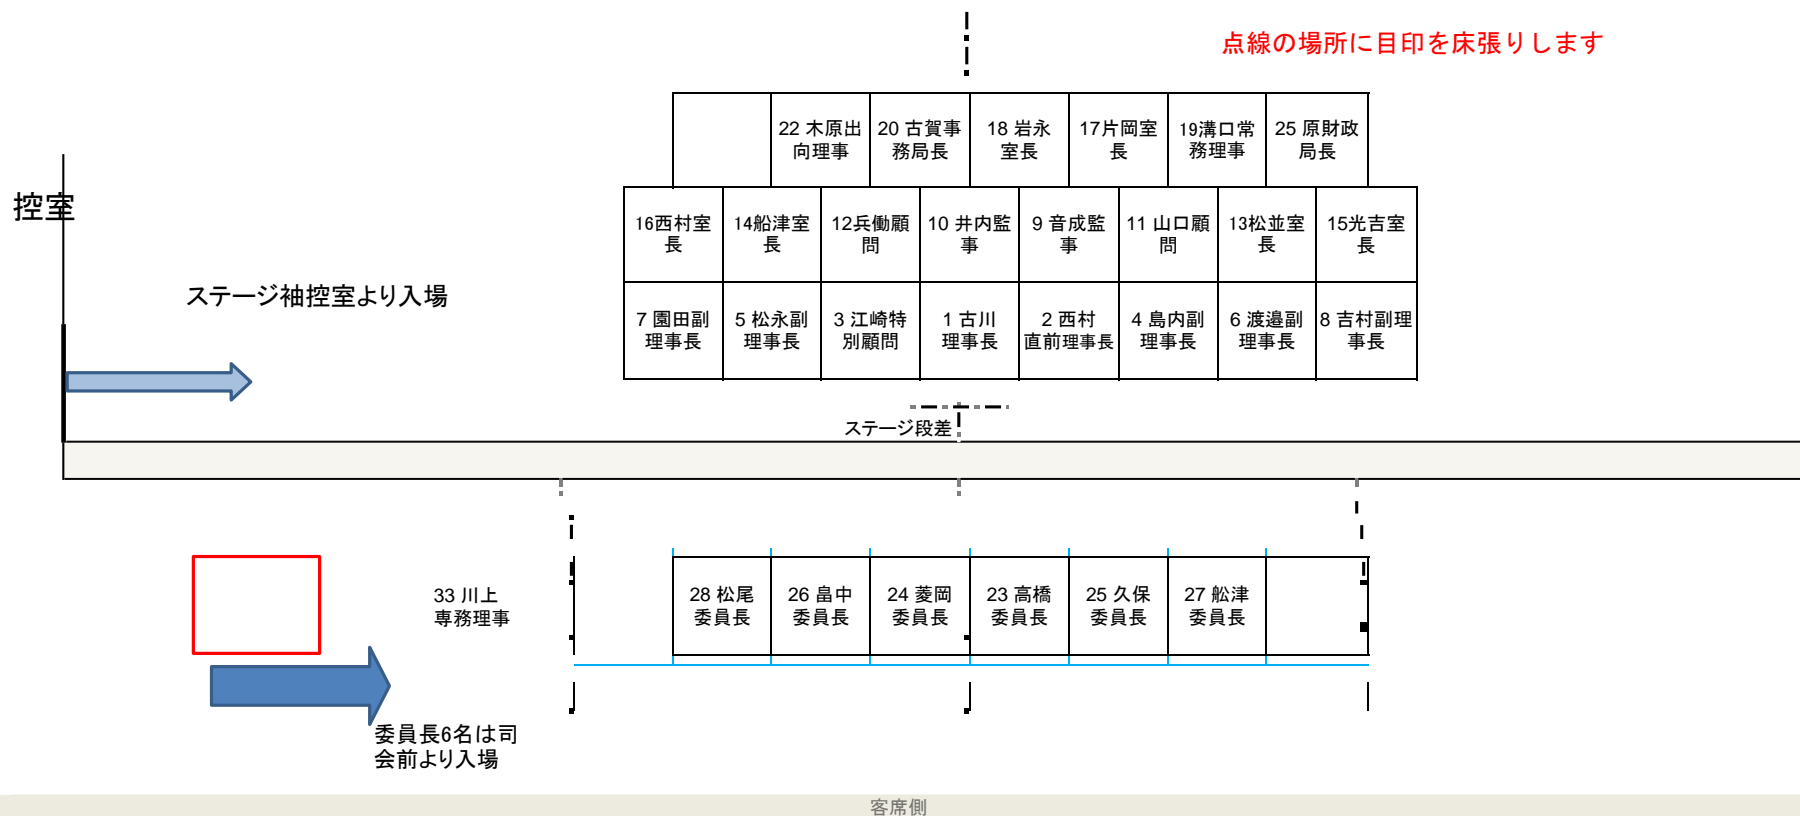 点線の場所に目印を床張りします
22 木原出
向理事
20 古賀事
務局長
18 岩永
室長
17片岡室
長
19溝口常
務理事
25 原財政
局長
控室
16西村室
長
14船津室
長
12兵働顧
問
10 井内監
事
9 音成監
事
11 山口顧
問
13松並室
長
15光吉室
長
ステージ袖控室より入場
7 園田副
理事長
5 松永副
理事長
3 江崎特
別顧問
1 古川
理事長
2 西村
直前理事長
4 島内副
理事長
6 渡邉副
理事長
8 吉村副理
事長
ステージ段差
33 川上
専務理事
28 松尾
委員長
26 畠中
委員長
24 菱岡
委員長
23 高橋
委員長
25 久保
委員長
27 舩津
委員長
委員長6名は司
会前より入場
客席側